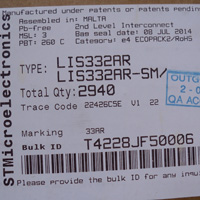 Manufactured under patents or patents pending
Assembled in: MALTA
Pb-free 2nd Level Interconnect
MSL: 3 Bag seal date: 08 JUL 2014
PBT: 260 C Category: e4 ECOPACK2/RoHS
TYPE: LIS332AR
LIS332AR-SM/
Total Qty: 2940
Trace Code 22426C5E V1 22
Marking 33AR
Bulk ID T4228JF50006
Please provide the bulk ID for any
STMicroelectronics
OUTG
2-0
QA AC